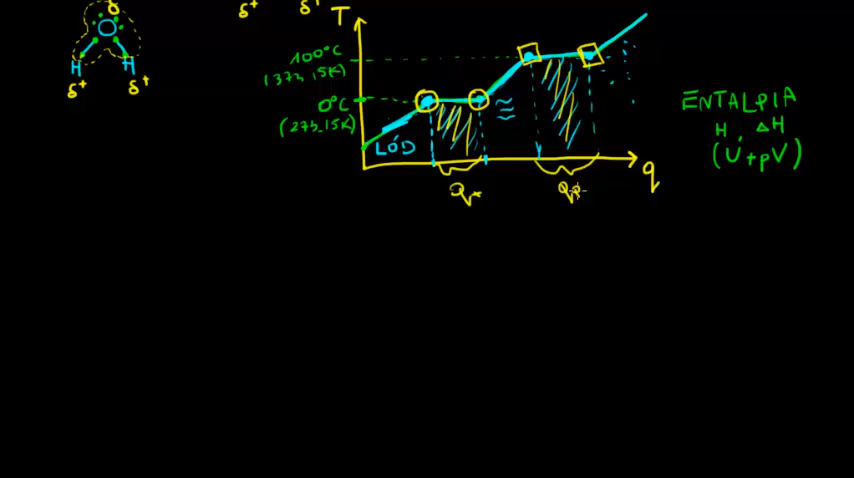 δ
H H
δ+ δ+
δ+ δ+
T
100°C
(373,15K)
0°C
(273,15K)
LÓD
q
ENTALPIA
H, ΔH
(U+pV)